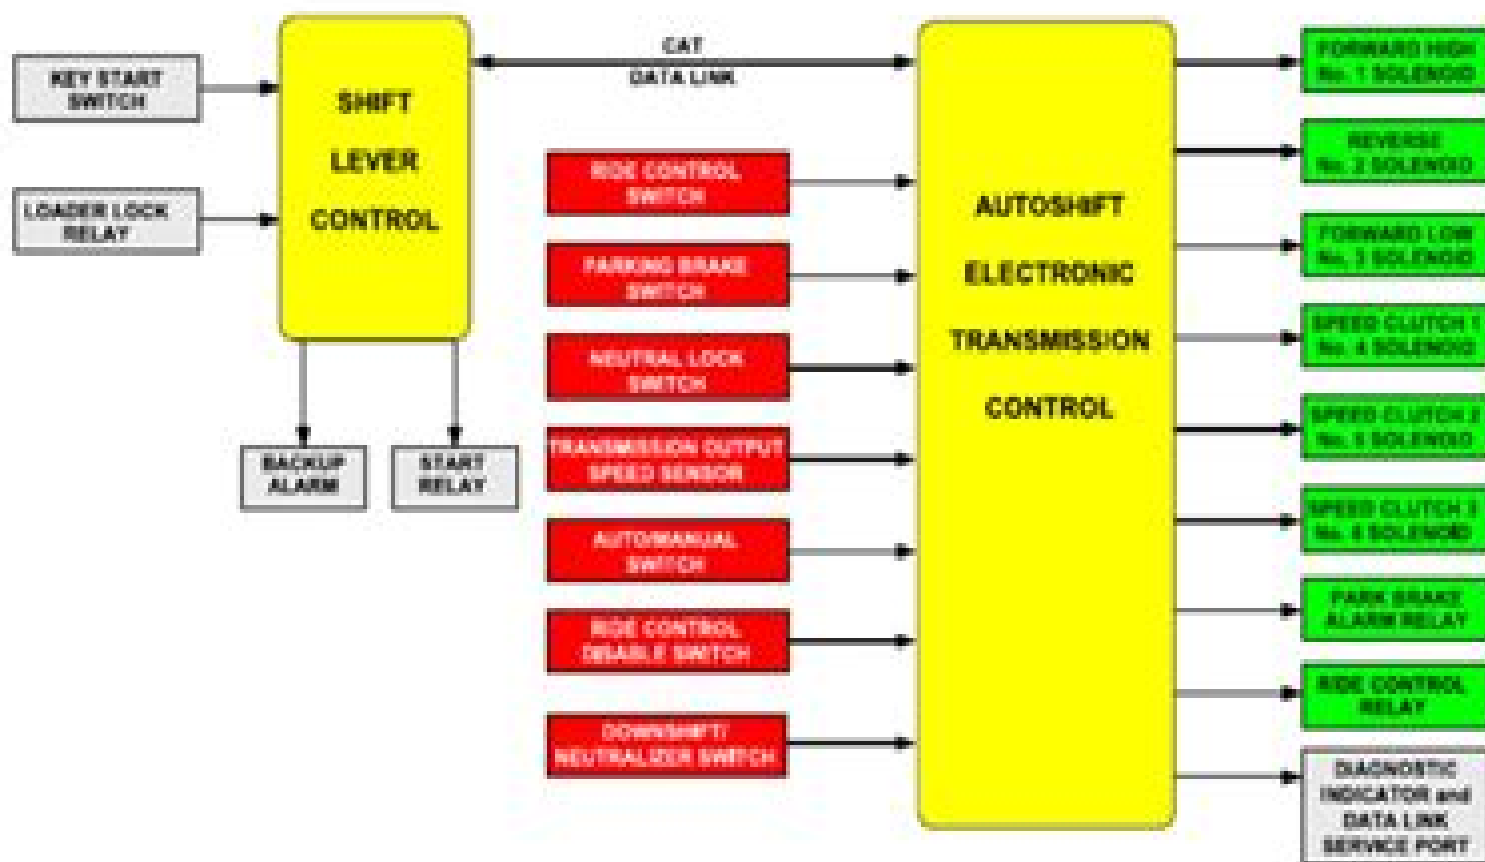 KEY START
SWITCH
LOADER LOCK
RELAY
SHIFT
LEVER
CONTROL
BACKUP
ALARM
START
RELAY
CAT
DATA LINK
RIDE CONTROL
SWITCH
PARKING BRAKE
SWITCH
NEUTRAL LOCK
SWITCH
TRANSMISSION OUTPUT
SPEED SENSOR
AUTO/MANUAL
SWITCH
RIDE CONTROL
DISABLE SWITCH
DOWNSHIFT/
NEUTRALIZER SWITCH
AUTOSHIFT
ELECTRONIC
TRANSMISSION
CONTROL
FORWARD HIGH
No. 1 SOLENOID
REVERSE
No. 2 SOLENOID
FORWARD LOW
No. 3 SOLENOID
SPEED CLUTCH 1
No. 4 SOLENOID
SPEED CLUTCH 2
No. 5 SOLENOID
SPEED CLUTCH 3
No. 6 SOLENOID
PARK BRAKE
ALARM RELAY
RIDE CONTROL
RELAY
DIAGNOSTIC
INDICATOR and
DATA LINK
SERVICE PORT